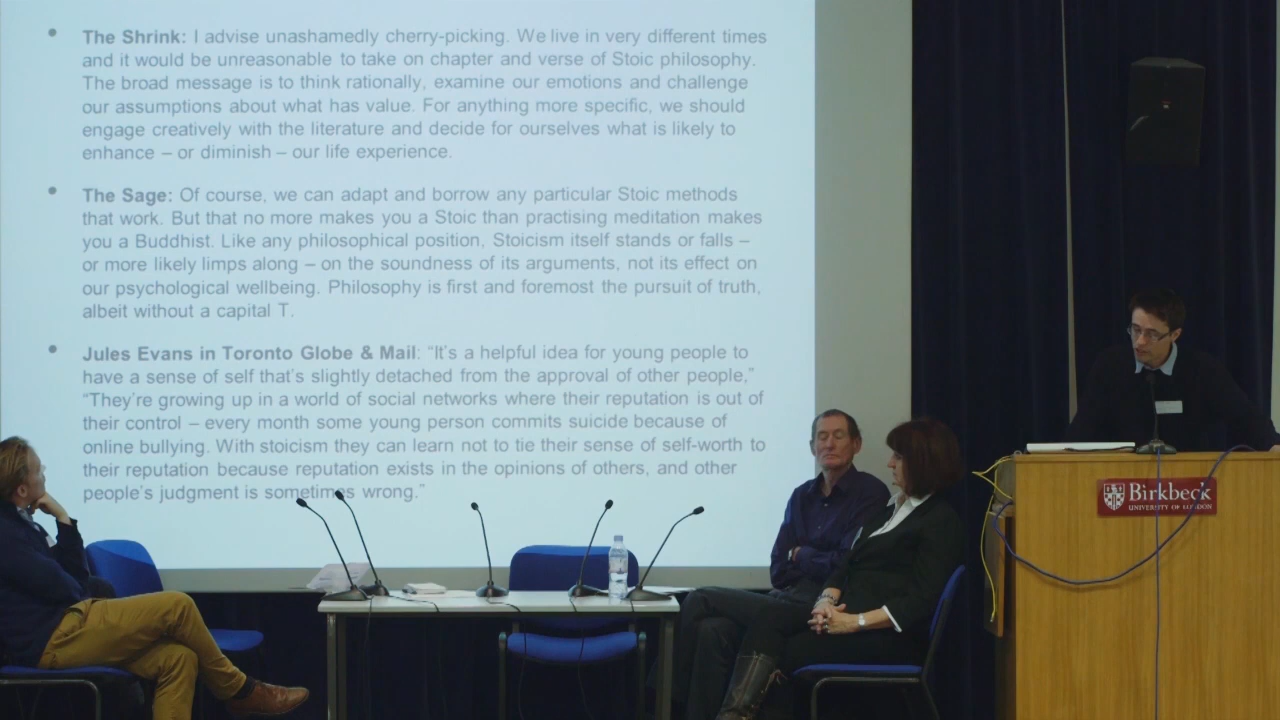 • The Shrink: I advise unashamedly cherry-picking. We live in very different times
and it would be unreasonable to take on chapter and verse of Stoic philosophy.
The broad message is to think rationally, examine our emotions and challenge
our assumptions about what has value. For anything more specific, we should
engage creatively with the literature and decide for ourselves what is likely to
enhance – or diminish – our life experience.
• The Sage: Of course, we can adapt and borrow any particular Stoic methods
that work. But that no more makes you a Stoic than practising meditation makes
you a Buddhist. Like any philosophical position, Stoicism itself stands or falls –
or more likely limps along – on the soundness of its arguments, not its effect on
our psychological wellbeing. Philosophy is first and foremost the pursuit of truth,
albeit without a capital T.
• Jules Evans in Toronto Globe & Mail: “It’s a helpful idea for young people to
have a sense of self that’s slightly detached from the approval of other people,”
“They’re growing up in a world of social networks where their reputation is out of
their control – every month some young person commits suicide because of
online bullying. With stoicism they can learn not to tie their sense of self-worth to
their reputation because reputation exists in the opinions of others, and other
people’s judgment is sometimes wrong.”
Birkbeck
UNIVERSITY OF LONDON